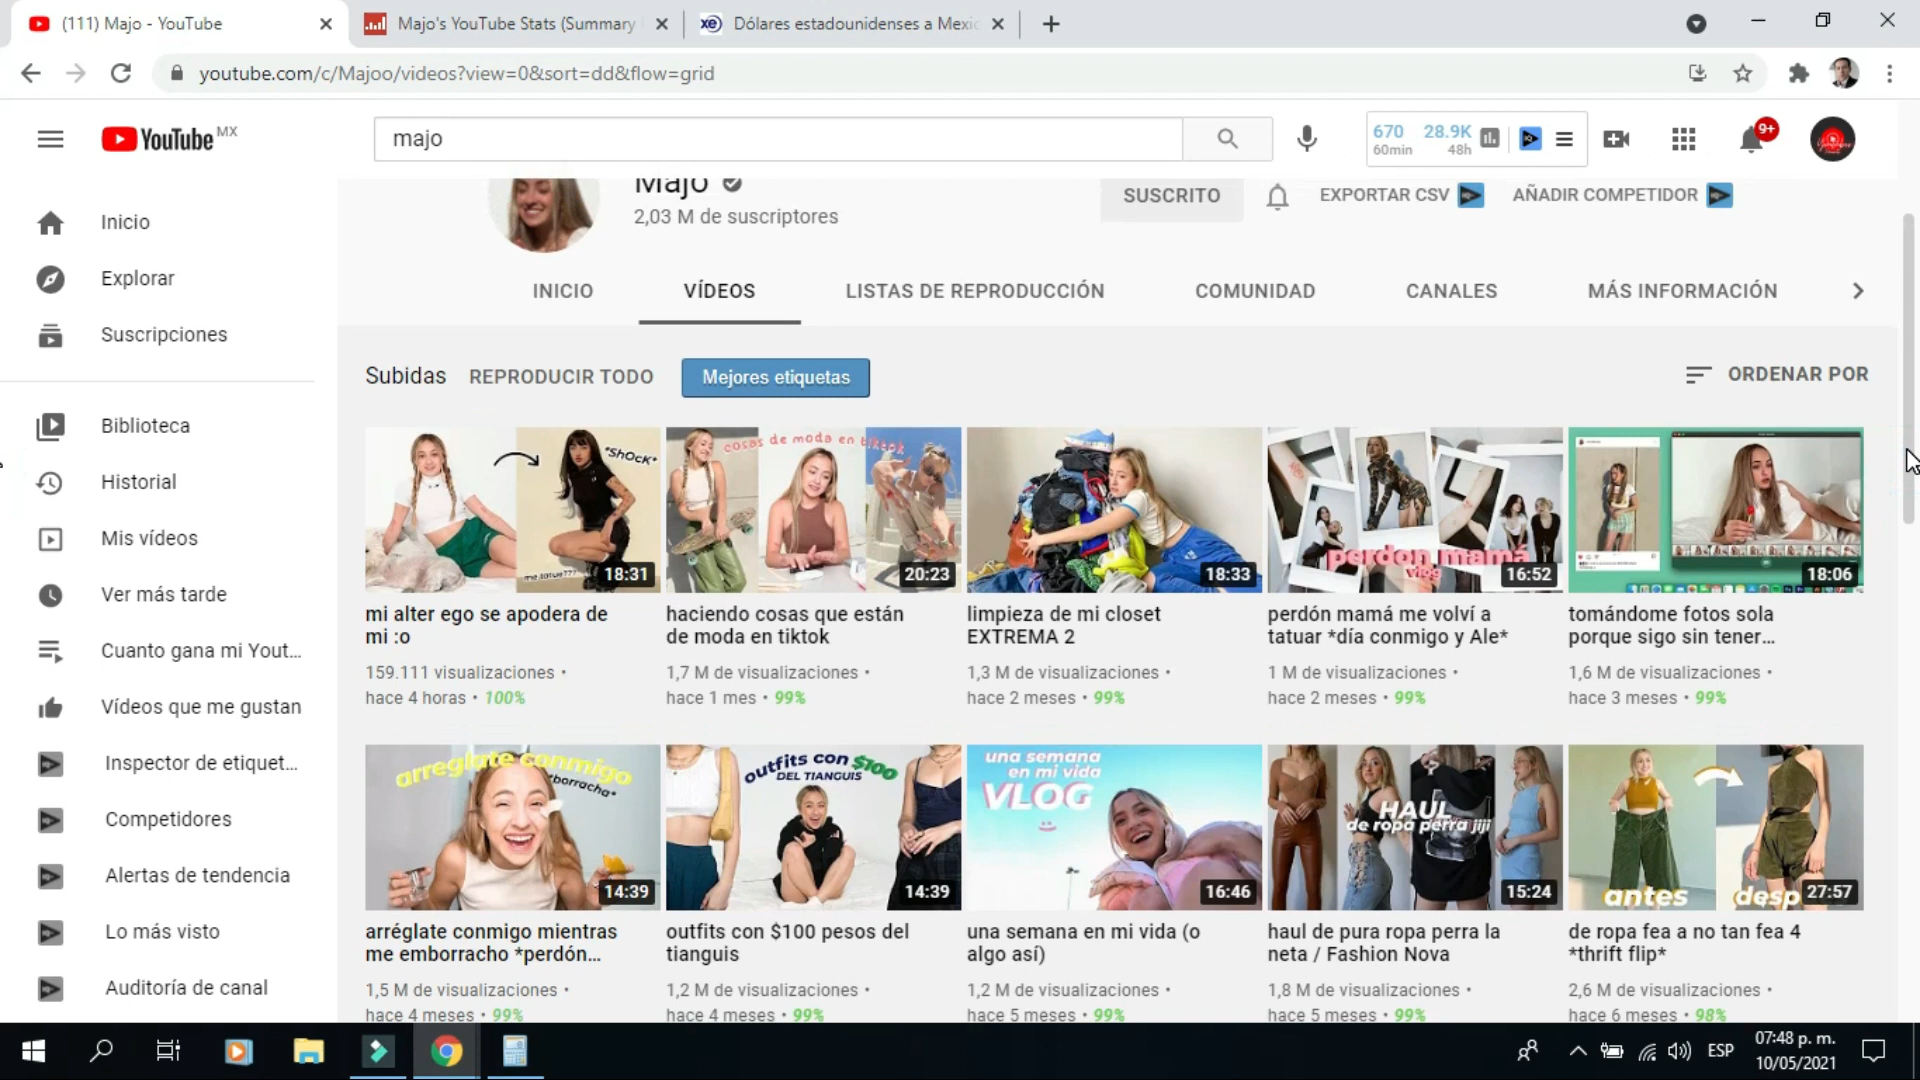 (111) Majo - YouTube
Majo's YouTube Stats (Summary
xe
Dólares estadounidenses a Mexic
youtube.com/c/Majoo/videos?view=0&sort=dd&flow=grid
YouTube MX
majo
670
60min
28.9K
48h
9+
Majo
2,03 M de suscriptores
SUSCRITO
EXPORTAR CSV
AÑADIR COMPETIDOR
INICIO
VÍDEOS
LISTAS DE REPRODUCCIÓN
COMUNIDAD
CANALES
MÁS INFORMACIÓN
Inicio
Explorar
Suscripciones
Biblioteca
Historial
Mis vídeos
Ver más tarde
Cuanto gana mi Yout...
Vídeos que me gustan
Inspector de etiquet...
Competidores
Alertas de tendencia
Lo más visto
Auditoría de canal
Subidas
REPRODUCIR TODO
Mejores etiquetas
ORDENAR POR
*ShOcK*
me tatue???
18:31
mi alter ego se apodera de
mi :o
159.111 visualizaciones •
hace 4 horas • 100%
cosas de moda en tiktok
20:23
haciendo cosas que están
de moda en tiktok
1,7 M de visualizaciones •
hace 1 mes • 99%
18:33
limpieza de mi closet
EXTREMA 2
1,3 M de visualizaciones •
hace 2 meses • 99%
perdon mamá
vlog
16:52
perdón mamá me volví a
tatuar *día conmigo y Ale*
1 M de visualizaciones •
hace 2 meses • 99%
18:06
tomándome fotos sola
porque sigo sin tener...
1,6 M de visualizaciones •
hace 3 meses • 99%
arreglate conmigo
*borracha*
14:39
arréglate conmigo mientras
me emborracho *perdón...
1,5 M de visualizaciones •
hace 4 meses • 99%
outfits con $100
DEL TIANGUIS
14:39
outfits con $100 pesos del
tianguis
1,2 M de visualizaciones •
hace 4 meses • 99%
una semana
en mi vida
VLOG
16:46
una semana en mi vida (o
algo así)
1,2 M de visualizaciones •
hace 5 meses • 99%
HAUL
de ropa perra jiji
15:24
haul de pura ropa perra la
neta / Fashion Nova
1,8 M de visualizaciones •
hace 5 meses • 99%
antes
desp
27:57
de ropa fea a no tan fea 4
*thrift flip*
2,6 M de visualizaciones •
hace 6 meses • 98%
ESP
07:48 p. m.
10/05/2021